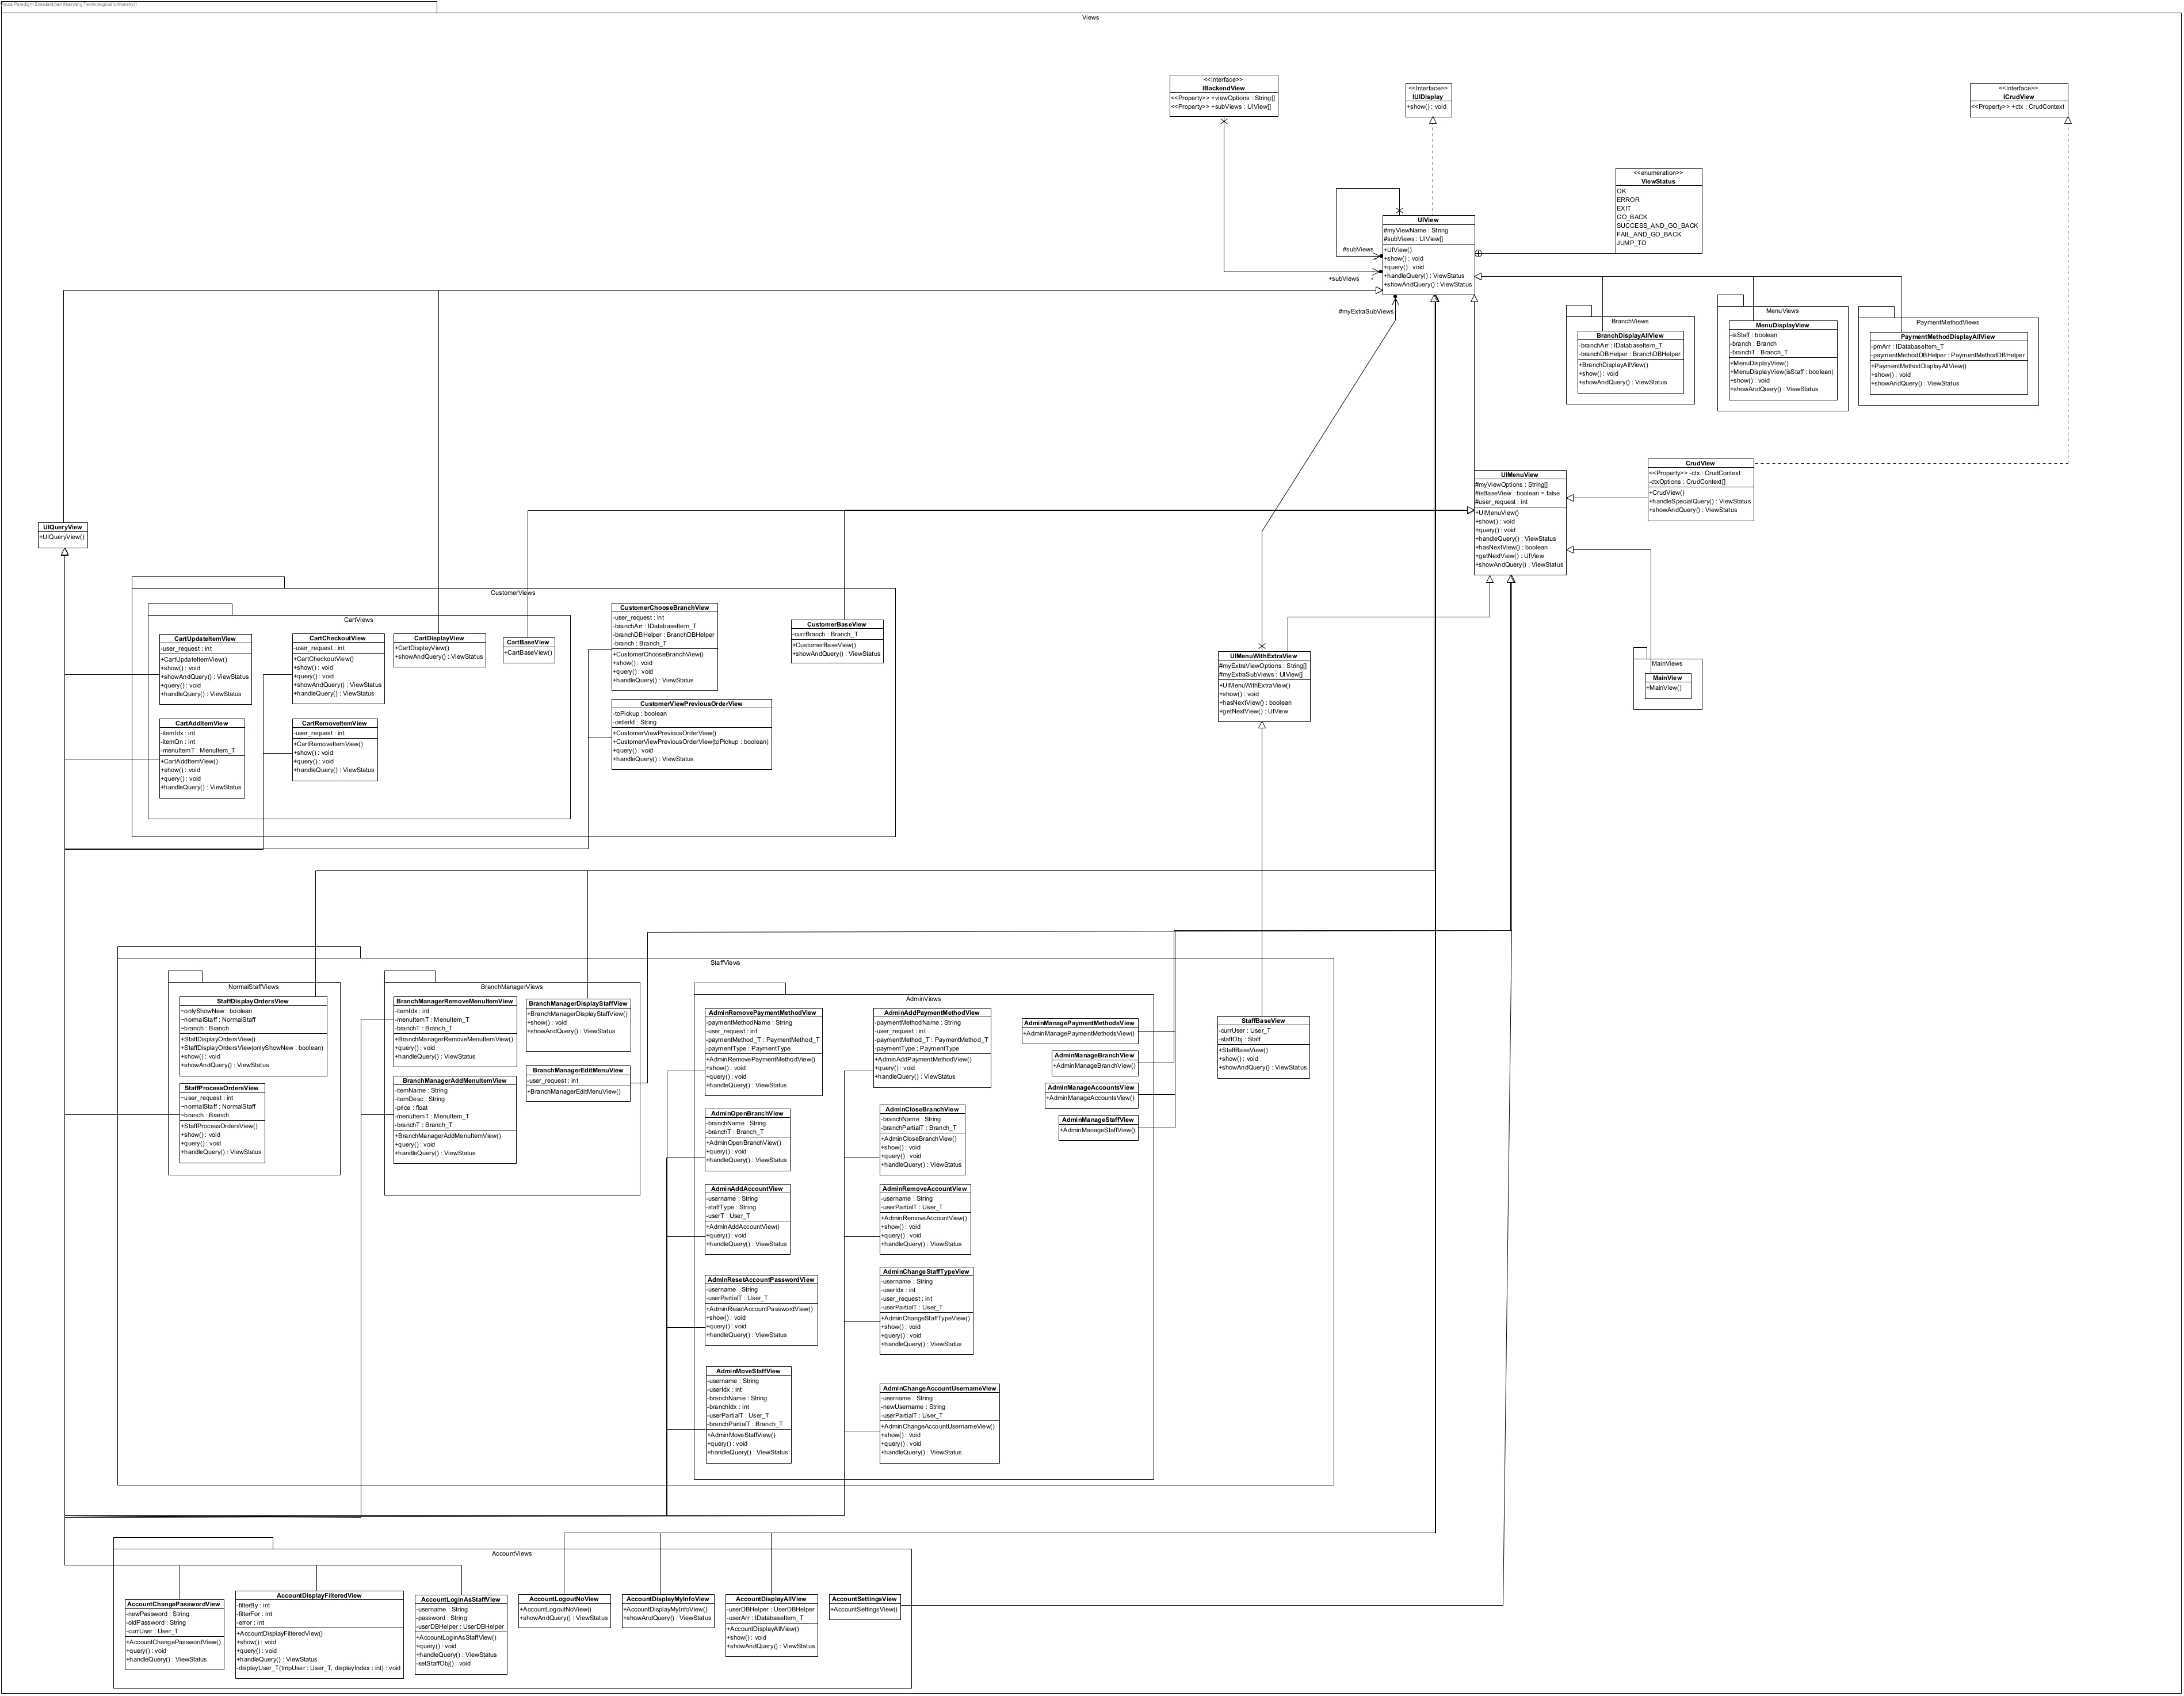 Visual Paradigm Standard(Ian(Nanyang Technological University))
Views
<<Interface>>
IBackendView
<<Property>> +viewOptions : String[]
<<Property>> +subViews : UIView[]
<<Interface>>
IUIDisplay
+show() : void
<<Interface>>
ICrudView
<<Property>> +ctx : CrudContext
<<enumeration>>
ViewStatus
OK
ERROR
EXIT
GO_BACK
SUCCESS_AND_GO_BACK
FAIL_AND_GO_BACK
JUMP_TO
UIView
#myViewName : String
#subViews : UIView[]
+UIView()
+show() : void
+query() : void
+handleQuery() : ViewStatus
+showAndQuery() : ViewStatus
#subViews
*
+subViews
*
#myExtraSubViews
*
BranchViews
BranchDisplayAllView
-branchArr : IDatabaseItem_T
-branchDBHelper : BranchDBHelper
+BranchDisplayAllView()
+show() : void
+showAndQuery() : ViewStatus
MenuViews
MenuDisplayView
-isStaff : boolean
-branch : Branch
-branchT : Branch_T
+MenuDisplayView()
+MenuDisplayView(isStaff : boolean)
+show() : void
+showAndQuery() : ViewStatus
PaymentMethodViews
PaymentMethodDisplayAllView
-pmArr : IDatabaseItem_T
-paymentMethodDBHelper : PaymentMethodDBHelper
+PaymentMethodDisplayAllView()
+show() : void
+showAndQuery() : ViewStatus
UIMenuView
#myViewOptions : String[]
#isBaseView : boolean = false
#user_request : int
+UIMenuView()
+show() : void
+query() : void
+handleQuery() : ViewStatus
+hasNextView() : boolean
+getNextView() : UIView
+showAndQuery() : ViewStatus
CrudView
<<Property>> -ctx : CrudContext
-ctxOptions : CrudContext[]
+CrudView()
+handleSpecialQuery() : ViewStatus
+showAndQuery() : ViewStatus
UIQueryView
+UIQueryView()
CustomerViews
CartViews
CartUpdateItemView
-user_request : int
+CartUpdateItemView()
+show() : void
+showAndQuery() : ViewStatus
+query() : void
+handleQuery() : ViewStatus
CartCheckoutView
-user_request : int
+CartCheckoutView()
+show() : void
+query() : void
+showAndQuery() : ViewStatus
+handleQuery() : ViewStatus
CartDisplayView
+CartDisplayView()
+showAndQuery() : ViewStatus
CartBaseView
+CartBaseView()
CartAddItemView
-itemIdx : int
-itemQn : int
-menuItemT : MenuItem_T
+CartAddItemView()
+show() : void
+query() : void
+handleQuery() : ViewStatus
CartRemoveItemView
-user_request : int
+CartRemoveItemView()
+show() : void
+query() : void
+handleQuery() : ViewStatus
CustomerChooseBranchView
-user_request : int
-branchArr : IDatabaseItem_T
-branchDBHelper : BranchDBHelper
-branch : Branch_T
+CustomerChooseBranchView()
+show() : void
+query() : void
+handleQuery() : ViewStatus
CustomerBaseView
-currBranch : Branch_T
+CustomerBaseView()
+showAndQuery() : ViewStatus
CustomerViewPreviousOrderView
-toPickup : boolean
-orderId : String
+CustomerViewPreviousOrderView()
+CustomerViewPreviousOrderView(toPickup : boolean)
+query() : void
+handleQuery() : ViewStatus
UIMenuWithExtraView
#myExtraViewOptions : String[]
#myExtraSubViews : UIView[]
+UIMenuWithExtraView()
+show() : void
+hasNextView() : boolean
+getNextView() : UIView
MainViews
MainView
+MainView()
StaffViews
NormalStaffViews
StaffDisplayOrdersView
~onlyShowNew : boolean
~normalStaff : NormalStaff
~branch : Branch
+StaffDisplayOrders()
+StaffDisplayOrdersView(onlyShowNew : boolean)
+show() : void
+showAndQuery() : ViewStatus
StaffProcessOrdersView
~user_request : int
~normalStaff : NormalStaff
~branch : Branch
+StaffProcessOrdersView()
+show() : void
+query() : void
+handleQuery() : ViewStatus
BranchManagerViews
BranchManagerRemoveMenuItemView
-itemIdx : int
-menuItemT : MenuItem_T
-branchT : Branch_T
+BranchManagerRemoveMenuItemView()
+query() : void
+handleQuery() : ViewStatus
BranchManagerDisplayStaffView
+BranchManagerDisplayStaffView()
+show() : void
+showAndQuery() : ViewStatus
BranchManagerAddMenuItemView
-itemName : String
-itemDesc : String
-price : float
-menuItemT : MenuItem_T
-branchT : Branch_T
+BranchManagerAddMenuItemView()
+query() : void
+handleQuery() : ViewStatus
BranchManagerEditMenuView
-user_request : int
+BranchManagerEditMenuView()
AdminViews
AdminRemovePaymentMethodView
-paymentMethodName : String
-user_request : int
-paymentMethod_T : PaymentMethod_T
-paymentType : PaymentType
+AdminRemovePaymentMethodView()
+show() : void
+query() : void
+handleQuery() : ViewStatus
AdminAddPaymentMethodView
-paymentMethodName : String
-user_request : int
-paymentMethod_T : PaymentMethod_T
-paymentType : PaymentType
+AdminAddPaymentMethodView()
+query() : void
+handleQuery() : ViewStatus
AdminManagePaymentMethodsView
+AdminManagePaymentMethodsView()
AdminManageBranchView
+AdminManageBranchView()
AdminManageAccountsView
+AdminManageAccountsView()
AdminManageStaffView
+AdminManageStaffView()
StaffBaseView
-currUser : User_T
-staffObj : Staff
+StaffBaseView()
+show() : void
+showAndQuery() : ViewStatus
AdminOpenBranchView
-branchName : String
-branchT : Branch_T
+AdminOpenBranchView()
+query() : void
+handleQuery() : ViewStatus
AdminCloseBranchView
-branchName : String
-branchPartialT : Branch_T
+AdminCloseBranchView()
+show() : void
+query() : void
+handleQuery() : ViewStatus
AdminAddAccountView
-username : String
-staffType : String
-userT : User_T
+AdminAddAccountView()
+query() : void
+handleQuery() : ViewStatus
AdminRemoveAccountView
-username : String
-userPartialT : User_T
+AdminRemoveAccountView()
+show() : void
+query() : void
+handleQuery() : ViewStatus
AdminResetAccountPasswordView
-username : String
-userPartialT : User_T
+AdminResetAccountPasswordView()
+show() : void
+query() : void
+handleQuery() : ViewStatus
AdminChangeStaffTypeView
-username : String
-userIdx : int
-user_request : int
-userPartialT : User_T
+AdminChangeStaffTypeView()
+show() : void
+query() : void
+handleQuery() : ViewStatus
AdminMoveStaffView
-username : String
-userIdx : int
-branchName : String
-branchIdx : int
-userPartialT : User_T
-branchPartialT : Branch_T
+AdminMoveStaffView()
+query() : void
+handleQuery() : ViewStatus
AdminChangeAccountUsernameView
-username : String
-newUsername : String
-userPartialT : User_T
+AdminChangeAccountUsernameView()
+show() : void
+query() : void
+handleQuery() : ViewStatus
AccountViews
AccountChangePasswordView
-newPassword : String
-oldPassword : String
-currUser : User_T
+AccountChangePasswordView()
+query() : void
+handleQuery() : ViewStatus
AccountDisplayFilteredView
-filterBy : int
-filterFor : int
-error : int
+AccountDisplayFilteredView()
+show() : void
+query() : void
+handleQuery() : ViewStatus
-displayUser_T(tmpUser : User_T, displayIndex : int) : void
AccountLoginAsStaffView
-username : String
-password : String
-userDBHelper : UserDBHelper
+AccountLoginAsStaffView()
+query() : void
+handleQuery() : ViewStatus
-setStaffObj() : void
AccountLogoutNoView
+AccountLogoutNoView()
+showAndQuery() : ViewStatus
AccountDisplayMyInfoView
+AccountDisplayMyInfoView()
+showAndQuery() : ViewStatus
AccountDisplayAllView
-userDBHelper : UserDBHelper
-userArr : IDatabaseItem_T
+AccountDisplayAllView()
+show() : void
+showAndQuery() : ViewStatus
AccountSettingsView
+AccountSettingsView()